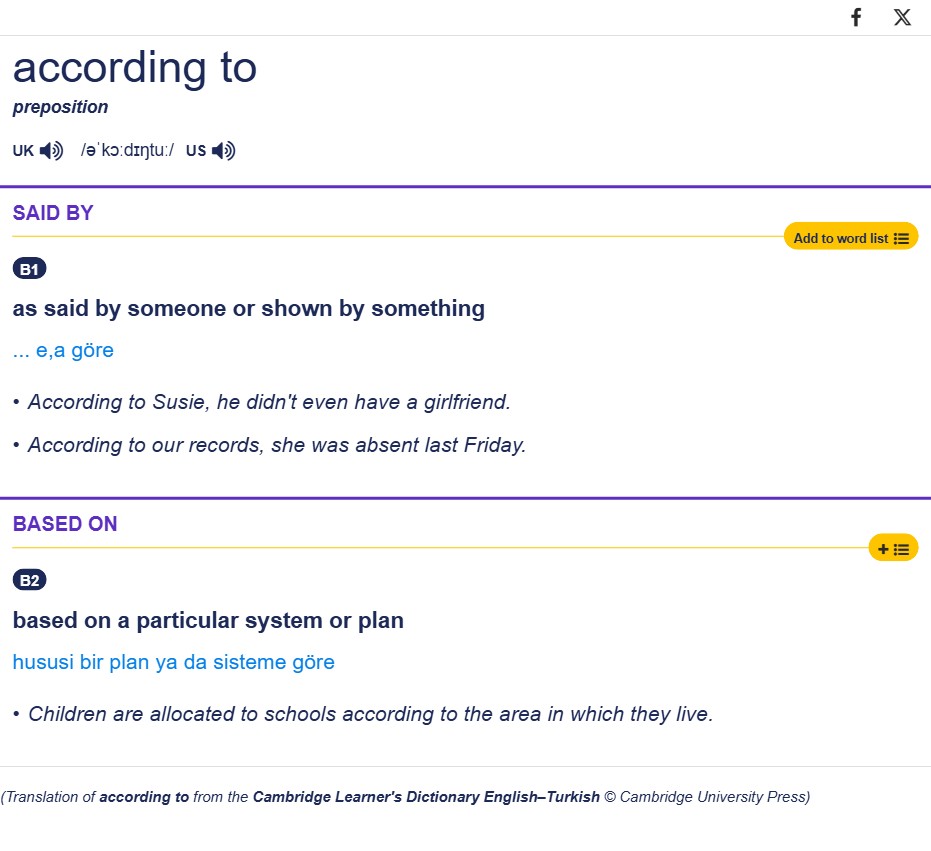 according to
preposition
UK /əˈkɔːdɪŋtuː/ US
SAID BY
Add to word list
B1
as said by someone or shown by something
... e,a göre
• According to Susie, he didn't even have a girlfriend.
• According to our records, she was absent last Friday.
BASED ON
+
B2
based on a particular system or plan
hususi bir plan ya da sisteme göre
• Children are allocated to schools according to the area in which they live.
(Translation of according to from the Cambridge Learner's Dictionary English–Turkish © Cambridge University Press)